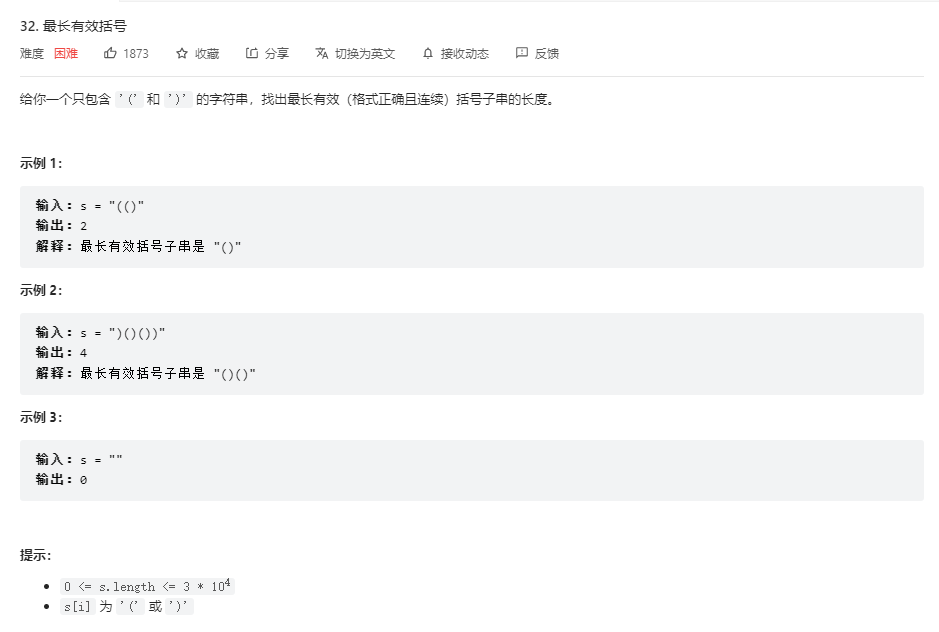 32. 最长有效括号
难度 困难 1873 收藏 分享 切换为英文 接收动态 反馈
给你一个只包含 '(' 和 ')' 的字符串，找出最长有效（格式正确且连续）括号子串的长度。
示例 1：
输入：s = "(()"
输出：2
解释：最长有效括号子串是 "()"
示例 2：
输入：s = ")()())"
输出：4
解释：最长有效括号子串是 "()()"
示例 3：
输入：s = ""
输出：0
提示：
0 <= s.length <= 3 * 10⁴
s[i] 为 '(' 或 ')'